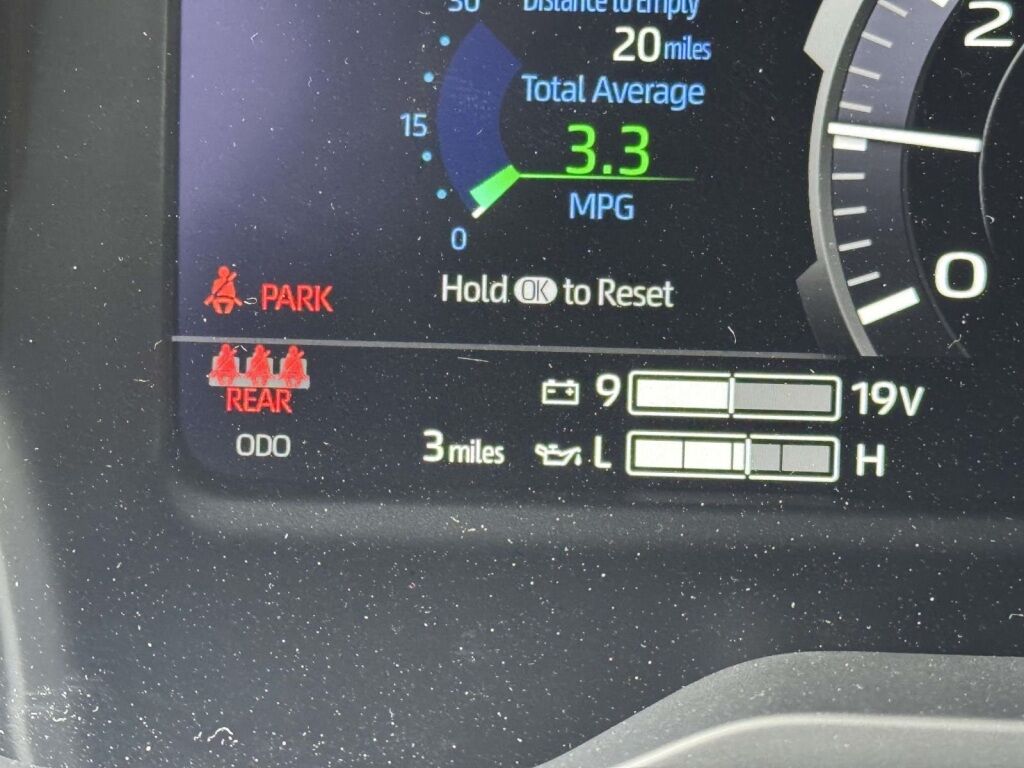 30
Distance to Empty
20 miles
Total Average
15
3.3
MPG
0
Hold OK to Reset
2
0
PARK
REAR
ODO
3 miles
9
19V
L
H